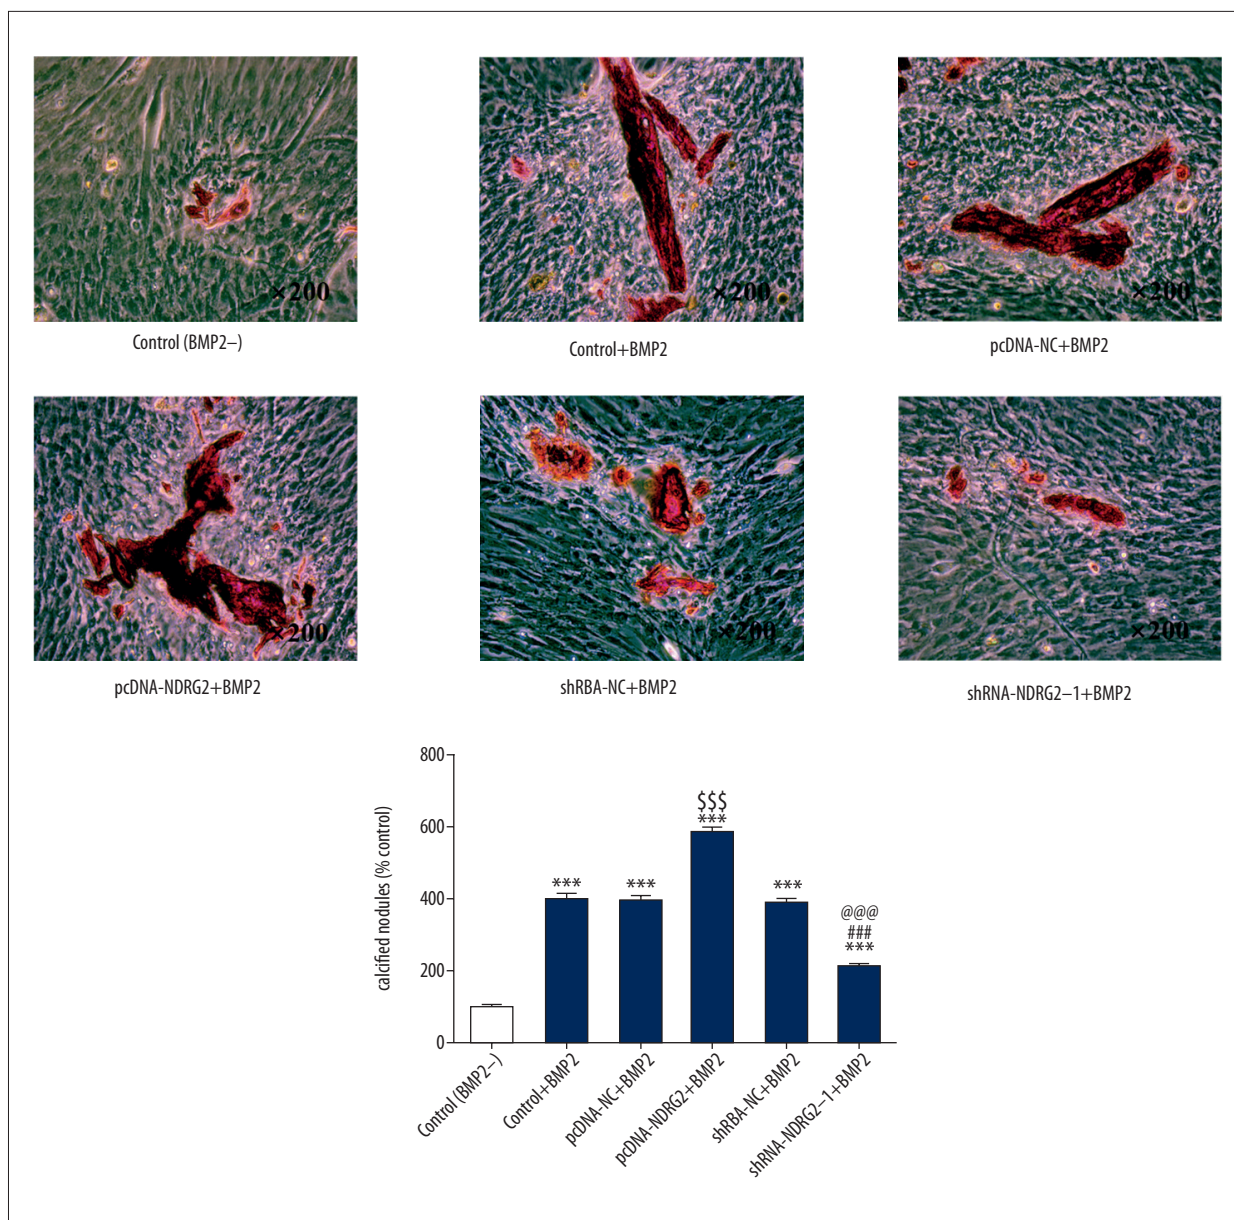 ×200
×200
×200
Control (BMP2–)
Control+BMP2
pcDNA-NC+BMP2
×200
×200
×200
pcDNA-NDRG2+BMP2
shRBA-NC+BMP2
shRNA-NDRG2–1+BMP2
calcified nodules (% control)
800
600
400
200
0
***
***
$$$
***
***
@@@
###
***
Control (BMP2–)
Control+BMP2
pcDNA-NC+BMP2
pcDNA-NDRG2+BMP2
shRBA-NC+BMP2
shRNA-NDRG2–1+BMP2